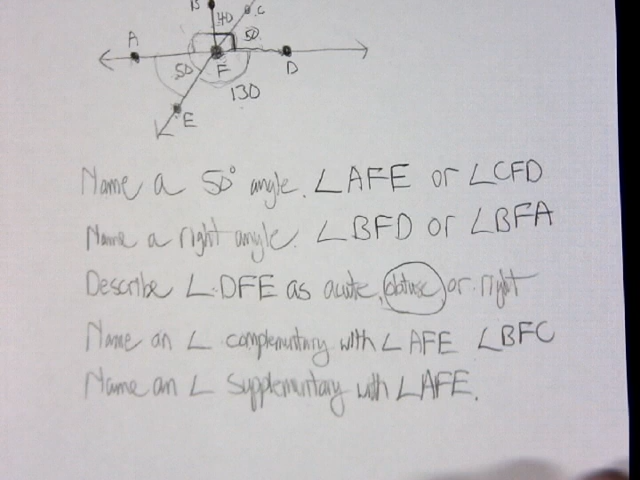 B
C
40
50
A
D
50
F
130
E
Name a 50° angle. ∠AFE or ∠CFD
Name a right angle. ∠BFD or ∠BFA
Describe ∠DFE as acute, obtuse or right
Name an ∠ complementary with ∠AFE ∠BFC
Name an ∠ supplementary with ∠AFE.